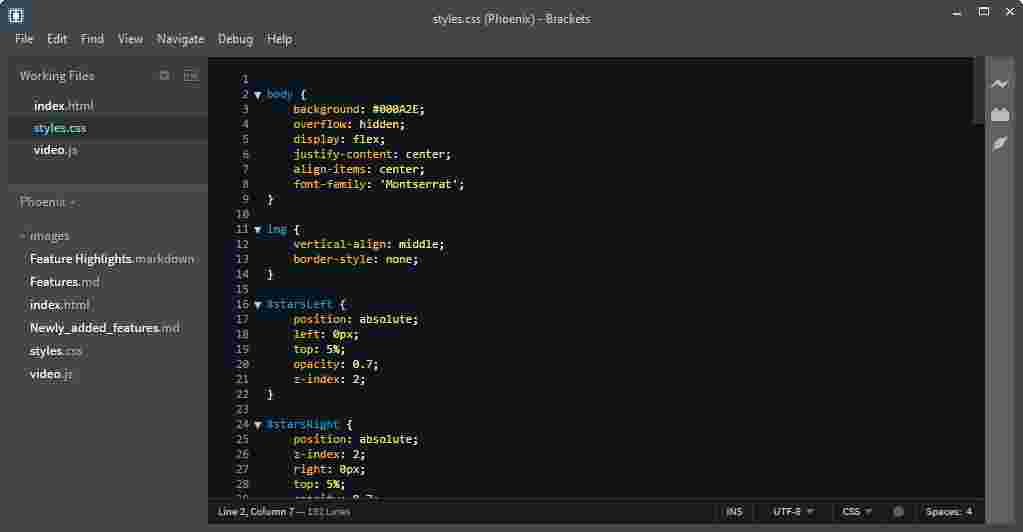 styles.css (Phoenix) - Brackets
File Edit Find View Navigate Debug Help
Working Files
index.html
styles.css
video.js
Phoenix
images
Feature Highlights.markdown
Features.md
index.html
Newly_added_features.md
styles.css
video.js
1
2 body {
3 background: #000A2E;
4 overflow: hidden;
5 display: flex;
6 justify-content: center;
7 align-items: center;
8 font-family: 'Montserrat';
9 }
10
11 img {
12 vertical-align: middle;
13 border-style: none;
14 }
15
16 #starsLeft {
17 position: absolute;
18 left: 0px;
19 top: 5%;
20 opacity: 0.7;
21 z-index: 2;
22 }
23
24 #starsRight {
25 position: absolute;
26 z-index: 2;
27 right: 0px;
28 top: 5%;
Line 2, Column 7 — 192 Lines INS UTF-8 CSS Spaces: 4